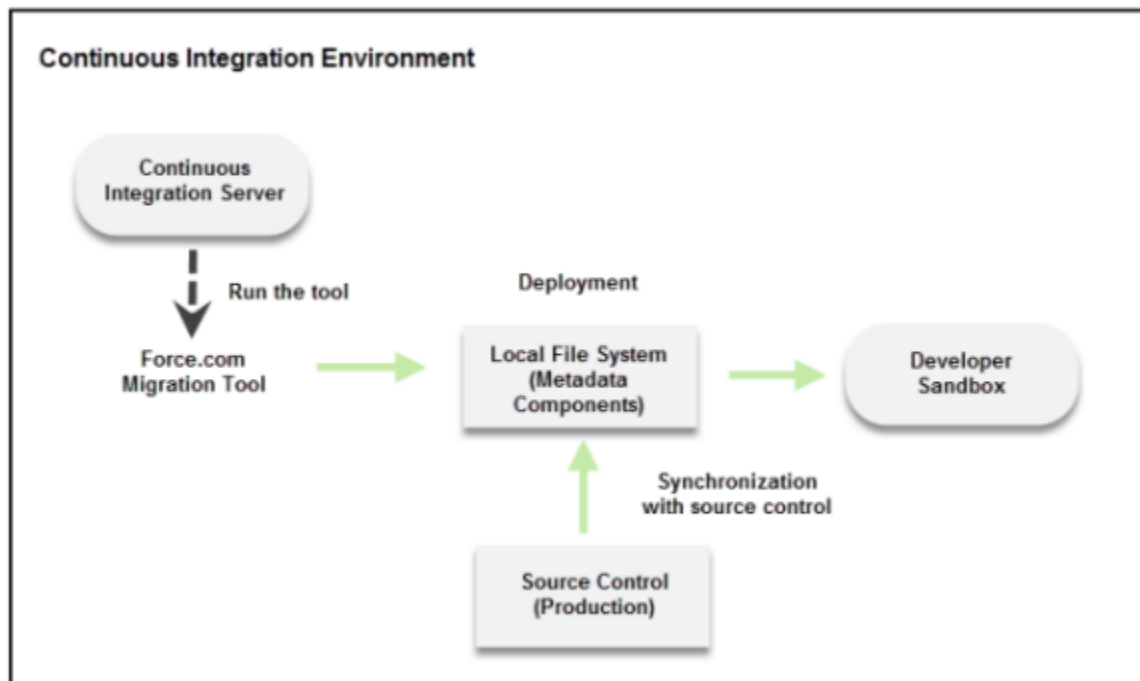 Continuous Integration Environment
Continuous
Integration Server
Run the tool
Deployment
Force.com
Migration Tool
Local File System
(Metadada
Components)
Developer
Sandbox
Synchronization
with source control
Source Control
(Production)